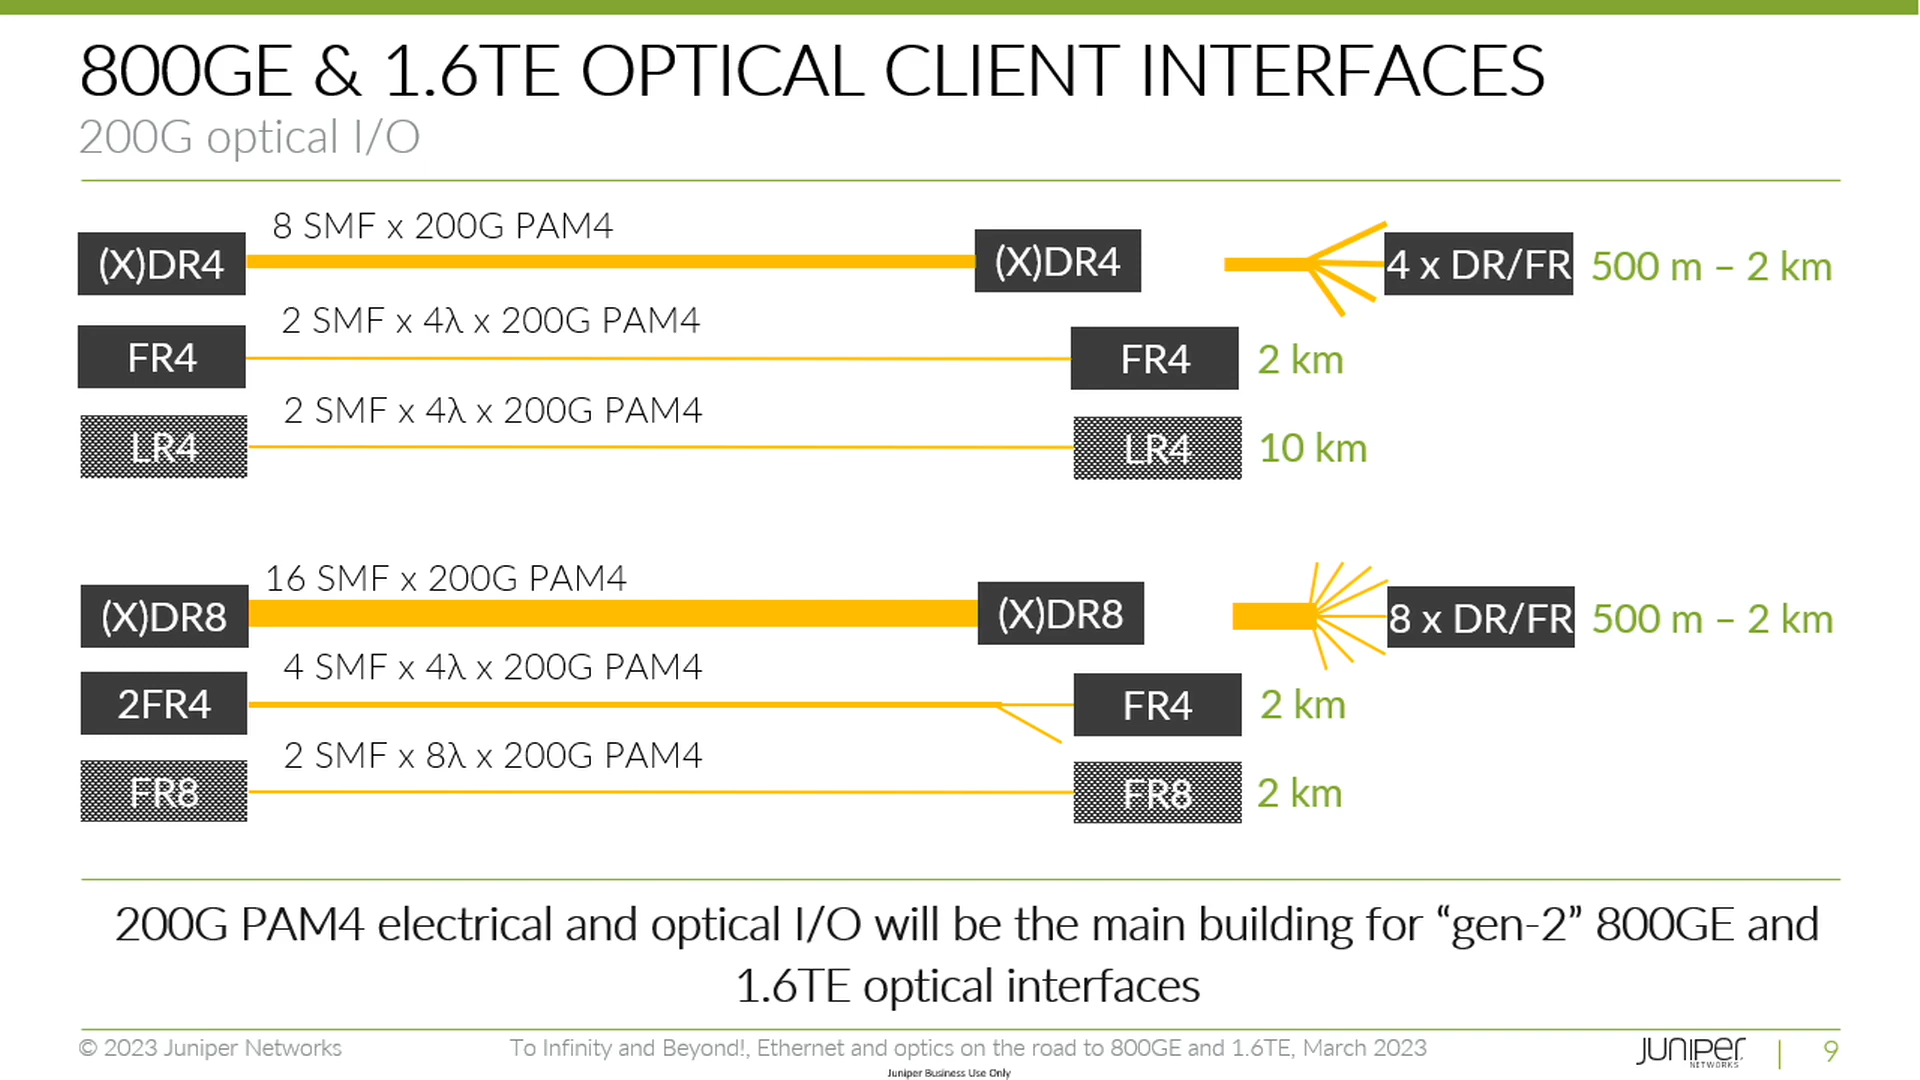 800GE & 1.6TE OPTICAL CLIENT INTERFACES
200G optical I/O
8 SMF x 200G PAM4
(X)DR4
(X)DR4
4 x DR/FR
500 m – 2 km
2 SMF x 4λ x 200G PAM4
FR4
FR4
2 km
2 SMF x 4λ x 200G PAM4
LR4
LR4
10 km
16 SMF x 200G PAM4
(X)DR8
(X)DR8
8 x DR/FR
500 m – 2 km
4 SMF x 4λ x 200G PAM4
2FR4
FR4
2 km
2 SMF x 8λ x 200G PAM4
FR8
FR8
2 km
200G PAM4 electrical and optical I/O will be the main building for “gen-2” 800GE and
1.6TE optical interfaces
© 2023 Juniper Networks
To Infinity and Beyond!, Ethernet and optics on the road to 800GE and 1.6TE, March 2023
Juniper Business Use Only
JUNIPER
NETWORKS
9